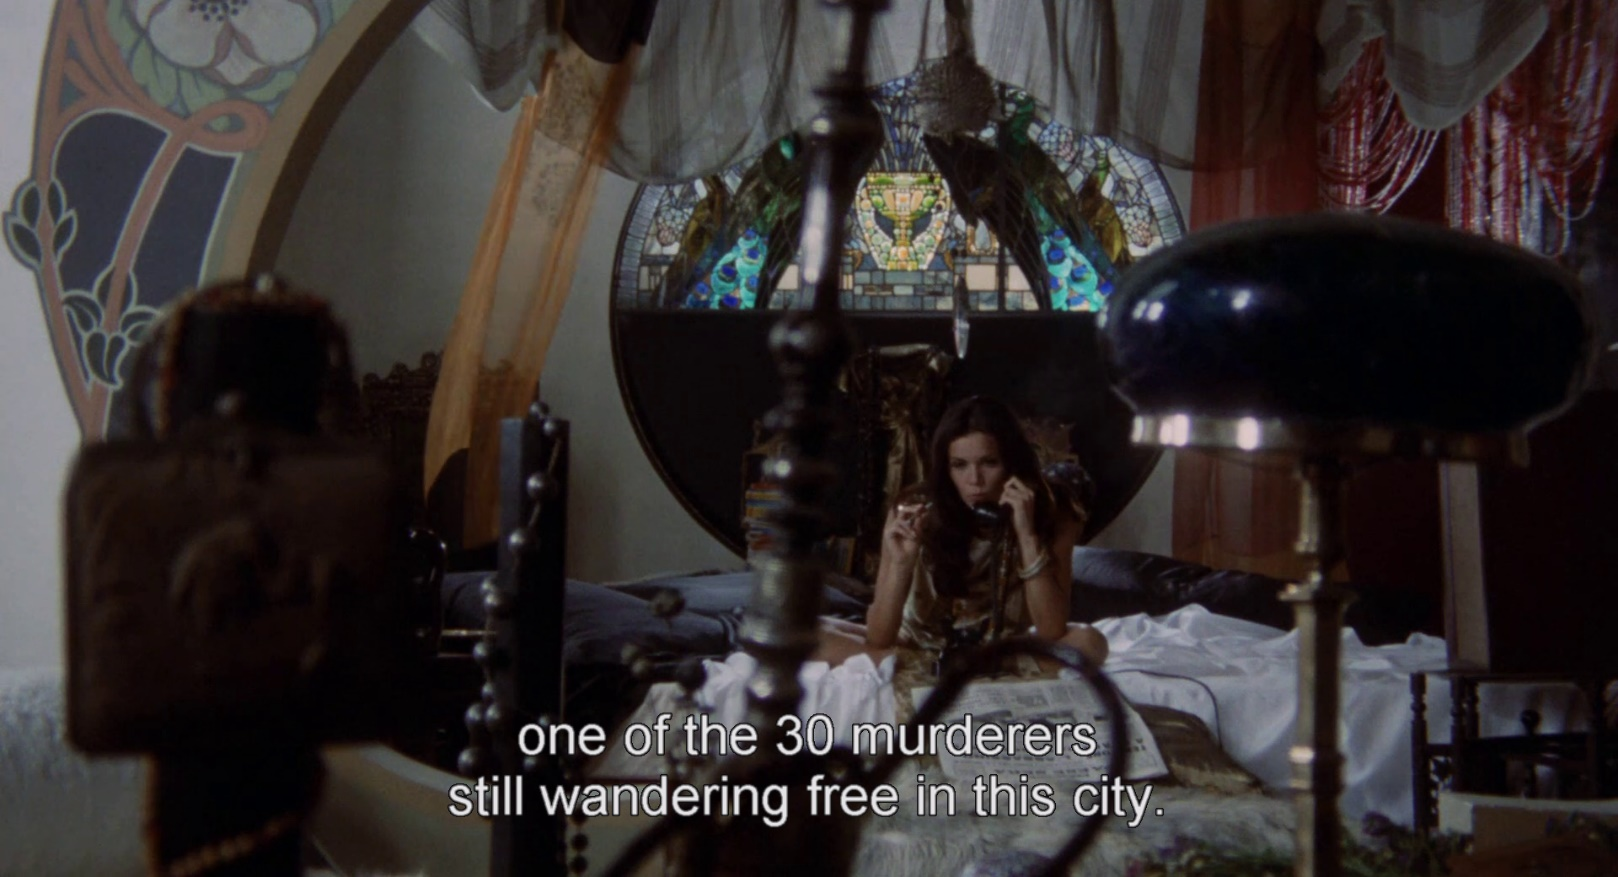 one of the 30 murderers
still wandering free in this city.